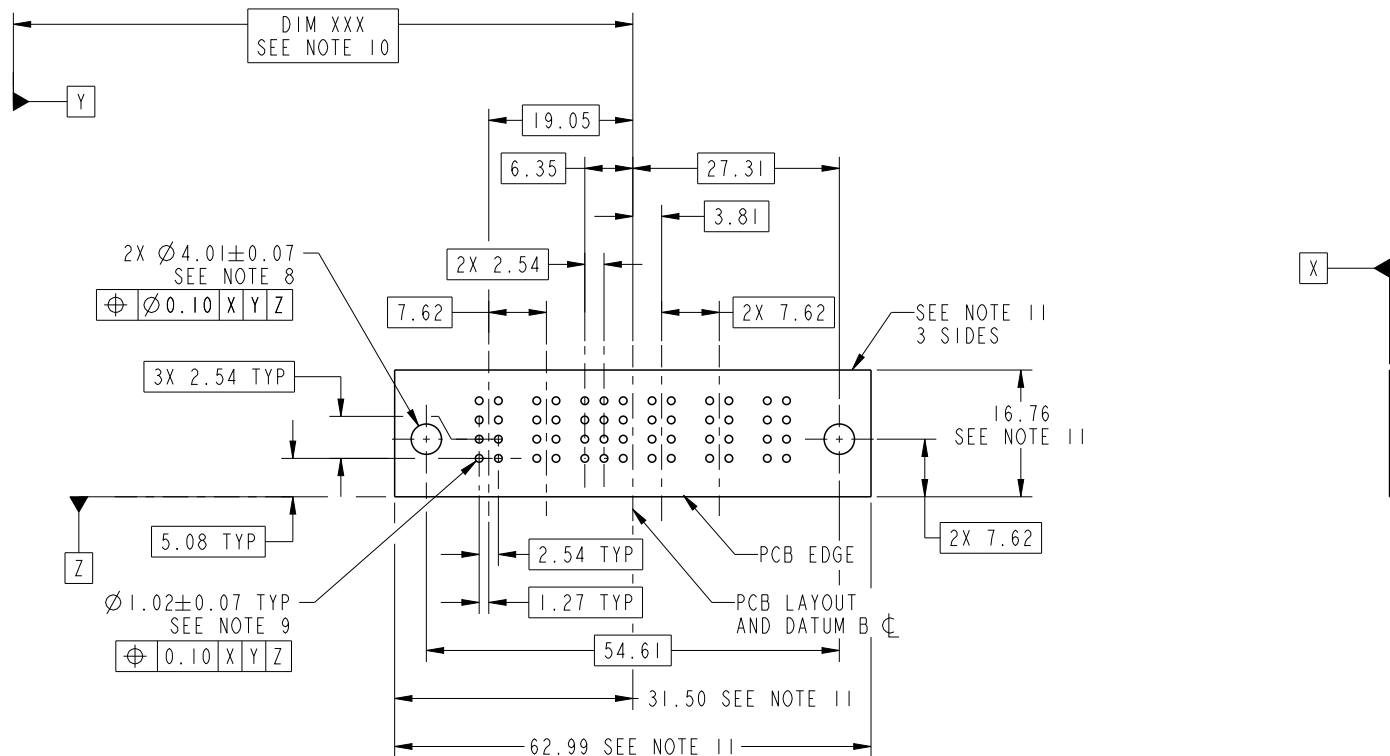 DIM XXX
SEE NOTE 10
Y
19.05
6.35
27.31
3.81
2X Ø4.01±0.07
SEE NOTE 8
⌖ Ø0.10 X Y Z
2X 2.54
X
7.62
2X 7.62
SEE NOTE 11
3 SIDES
3X 2.54 TYP
16.76
SEE NOTE 11
5.08 TYP
2X 7.62
Z
2.54 TYP
PCB EDGE
Ø1.02±0.07 TYP
SEE NOTE 9
⌖ 0.10 X Y Z
1.27 TYP
PCB LAYOUT
AND DATUM B ℄
54.61
31.50 SEE NOTE 11
62.99 SEE NOTE 11